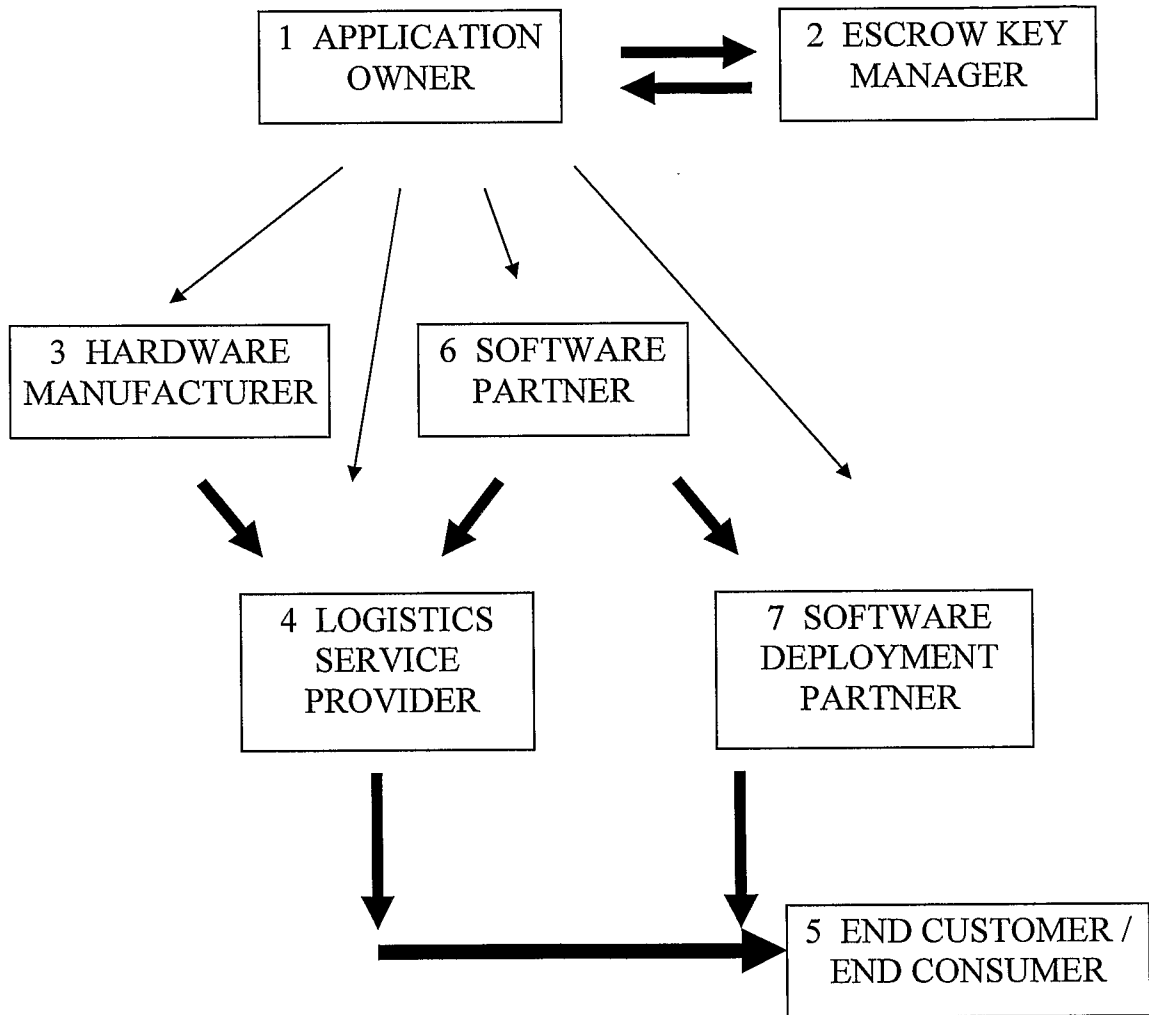 1 APPLICATION
OWNER
2 ESCROW KEY
MANAGER
3 HARDWARE
MANUFACTURER
6 SOFTWARE
PARTNER
4 LOGISTICS
SERVICE
PROVIDER
7 SOFTWARE
DEPLOYMENT
PARTNER
5 END CUSTOMER /
END CONSUMER